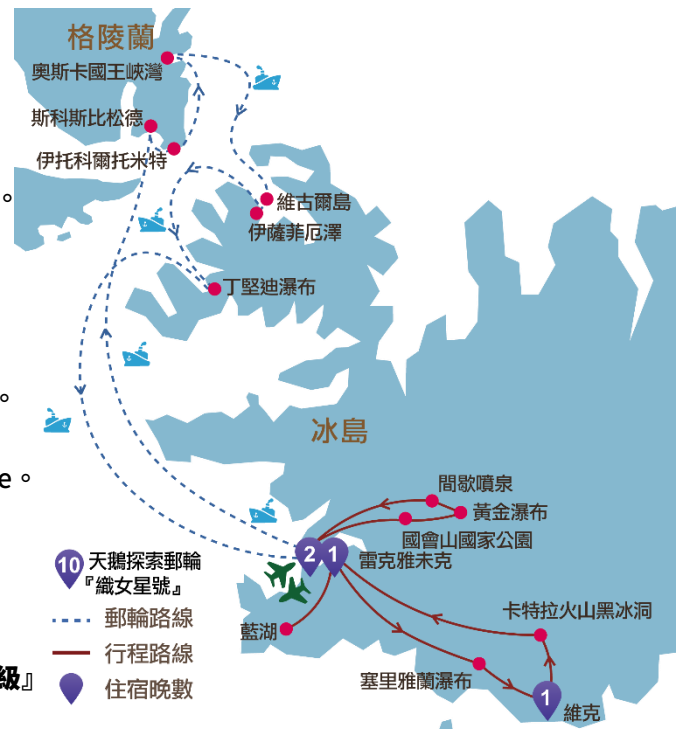 格陵蘭
奧斯卡國王峽灣
斯科斯比松德
伊托科爾托米特
。
維古爾島
伊薩菲厄澤
丁堅迪瀑布
。
冰島
e。
間歇噴泉
黃金瀑布
國會山國家公園
2
1
雷克雅未克
10
天鵝探索郵輪
『織女星號』
郵輪路線
藍湖
卡特拉火山黑冰洞
行程路線
塞里雅蘭瀑布
級』
住宿晚數
1
維克